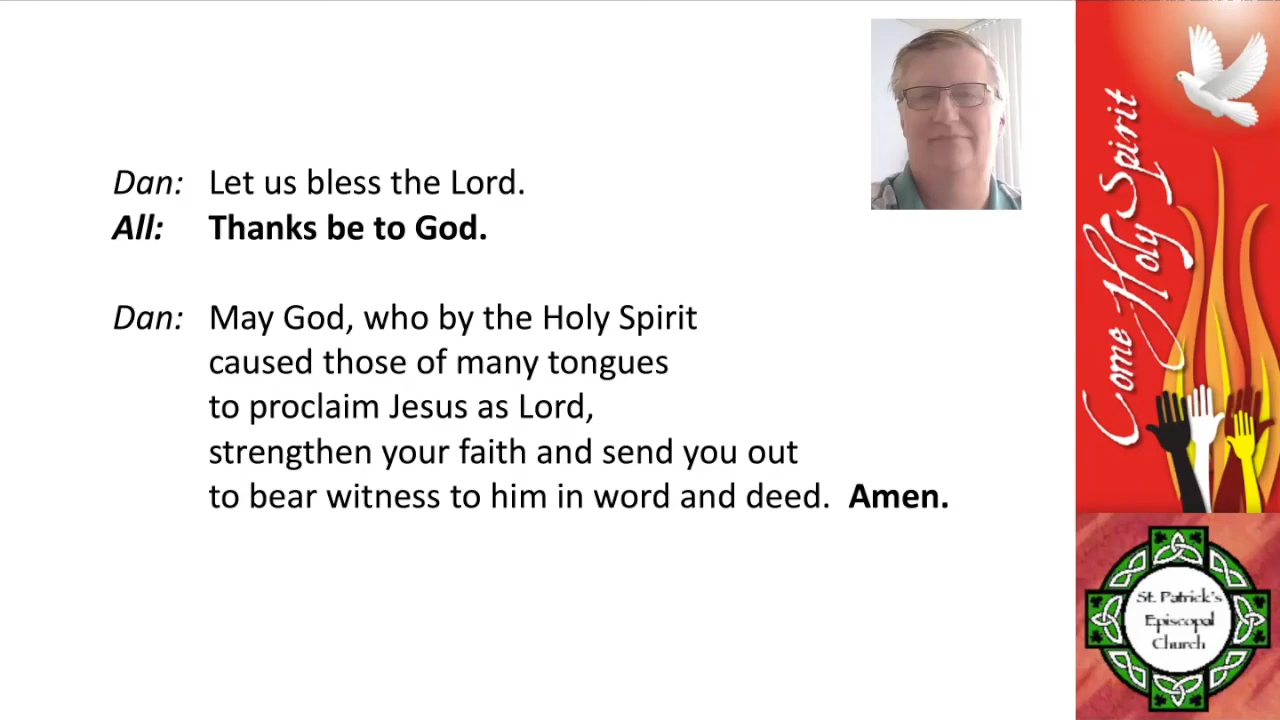 Dan: Let us bless the Lord.
All: Thanks be to God.
Dan: May God, who by the Holy Spirit
caused those of many tongues
to proclaim Jesus as Lord,
strengthen your faith and send you out
to bear witness to him in word and deed. Amen.
Come Holy Spirit
St. Patrick's
Episcopal
Church